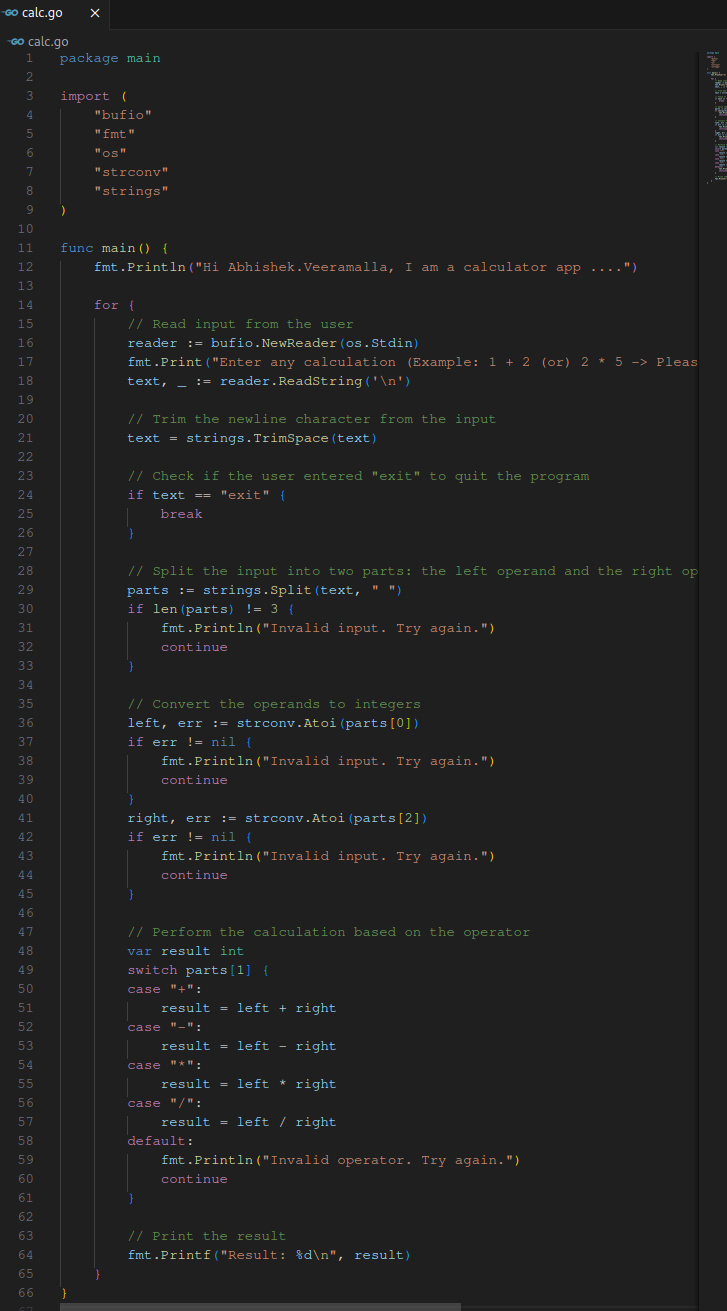 calc.go
calc.go
1 package main
2
3 import (
4 "bufio"
5 "fmt"
6 "os"
7 "strconv"
8 "strings"
9 )
10
11 func main() {
12 fmt.Println("Hi Abhishek.Veeramalla, I am a calculator app ....")
13
14 for {
15 // Read input from the user
16 reader := bufio.NewReader(os.Stdin)
17 fmt.Print("Enter any calculation (Example: 1 + 2 (or) 2 * 5 -> Pleas
18 text, _ := reader.ReadString('\n')
19
20 // Trim the newline character from the input
21 text = strings.TrimSpace(text)
22
23 // Check if the user entered "exit" to quit the program
24 if text == "exit" {
25 break
26 }
27
28 // Split the input into two parts: the left operand and the right op
29 parts := strings.Split(text, " ")
30 if len(parts) != 3 {
31 fmt.Println("Invalid input. Try again.")
32 continue
33 }
34
35 // Convert the operands to integers
36 left, err := strconv.Atoi(parts[0])
37 if err != nil {
38 fmt.Println("Invalid input. Try again.")
39 continue
40 }
41 right, err := strconv.Atoi(parts[2])
42 if err != nil {
43 fmt.Println("Invalid input. Try again.")
44 continue
45 }
46
47 // Perform the calculation based on the operator
48 var result int
49 switch parts[1] {
50 case "+":
51 result = left + right
52 case "-":
53 result = left - right
54 case "*":
55 result = left * right
56 case "/":
57 result = left / right
58 default:
59 fmt.Println("Invalid operator. Try again.")
60 continue
61 }
62
63 // Print the result
64 fmt.Printf("Result: %d\n", result)
65 }
66 }